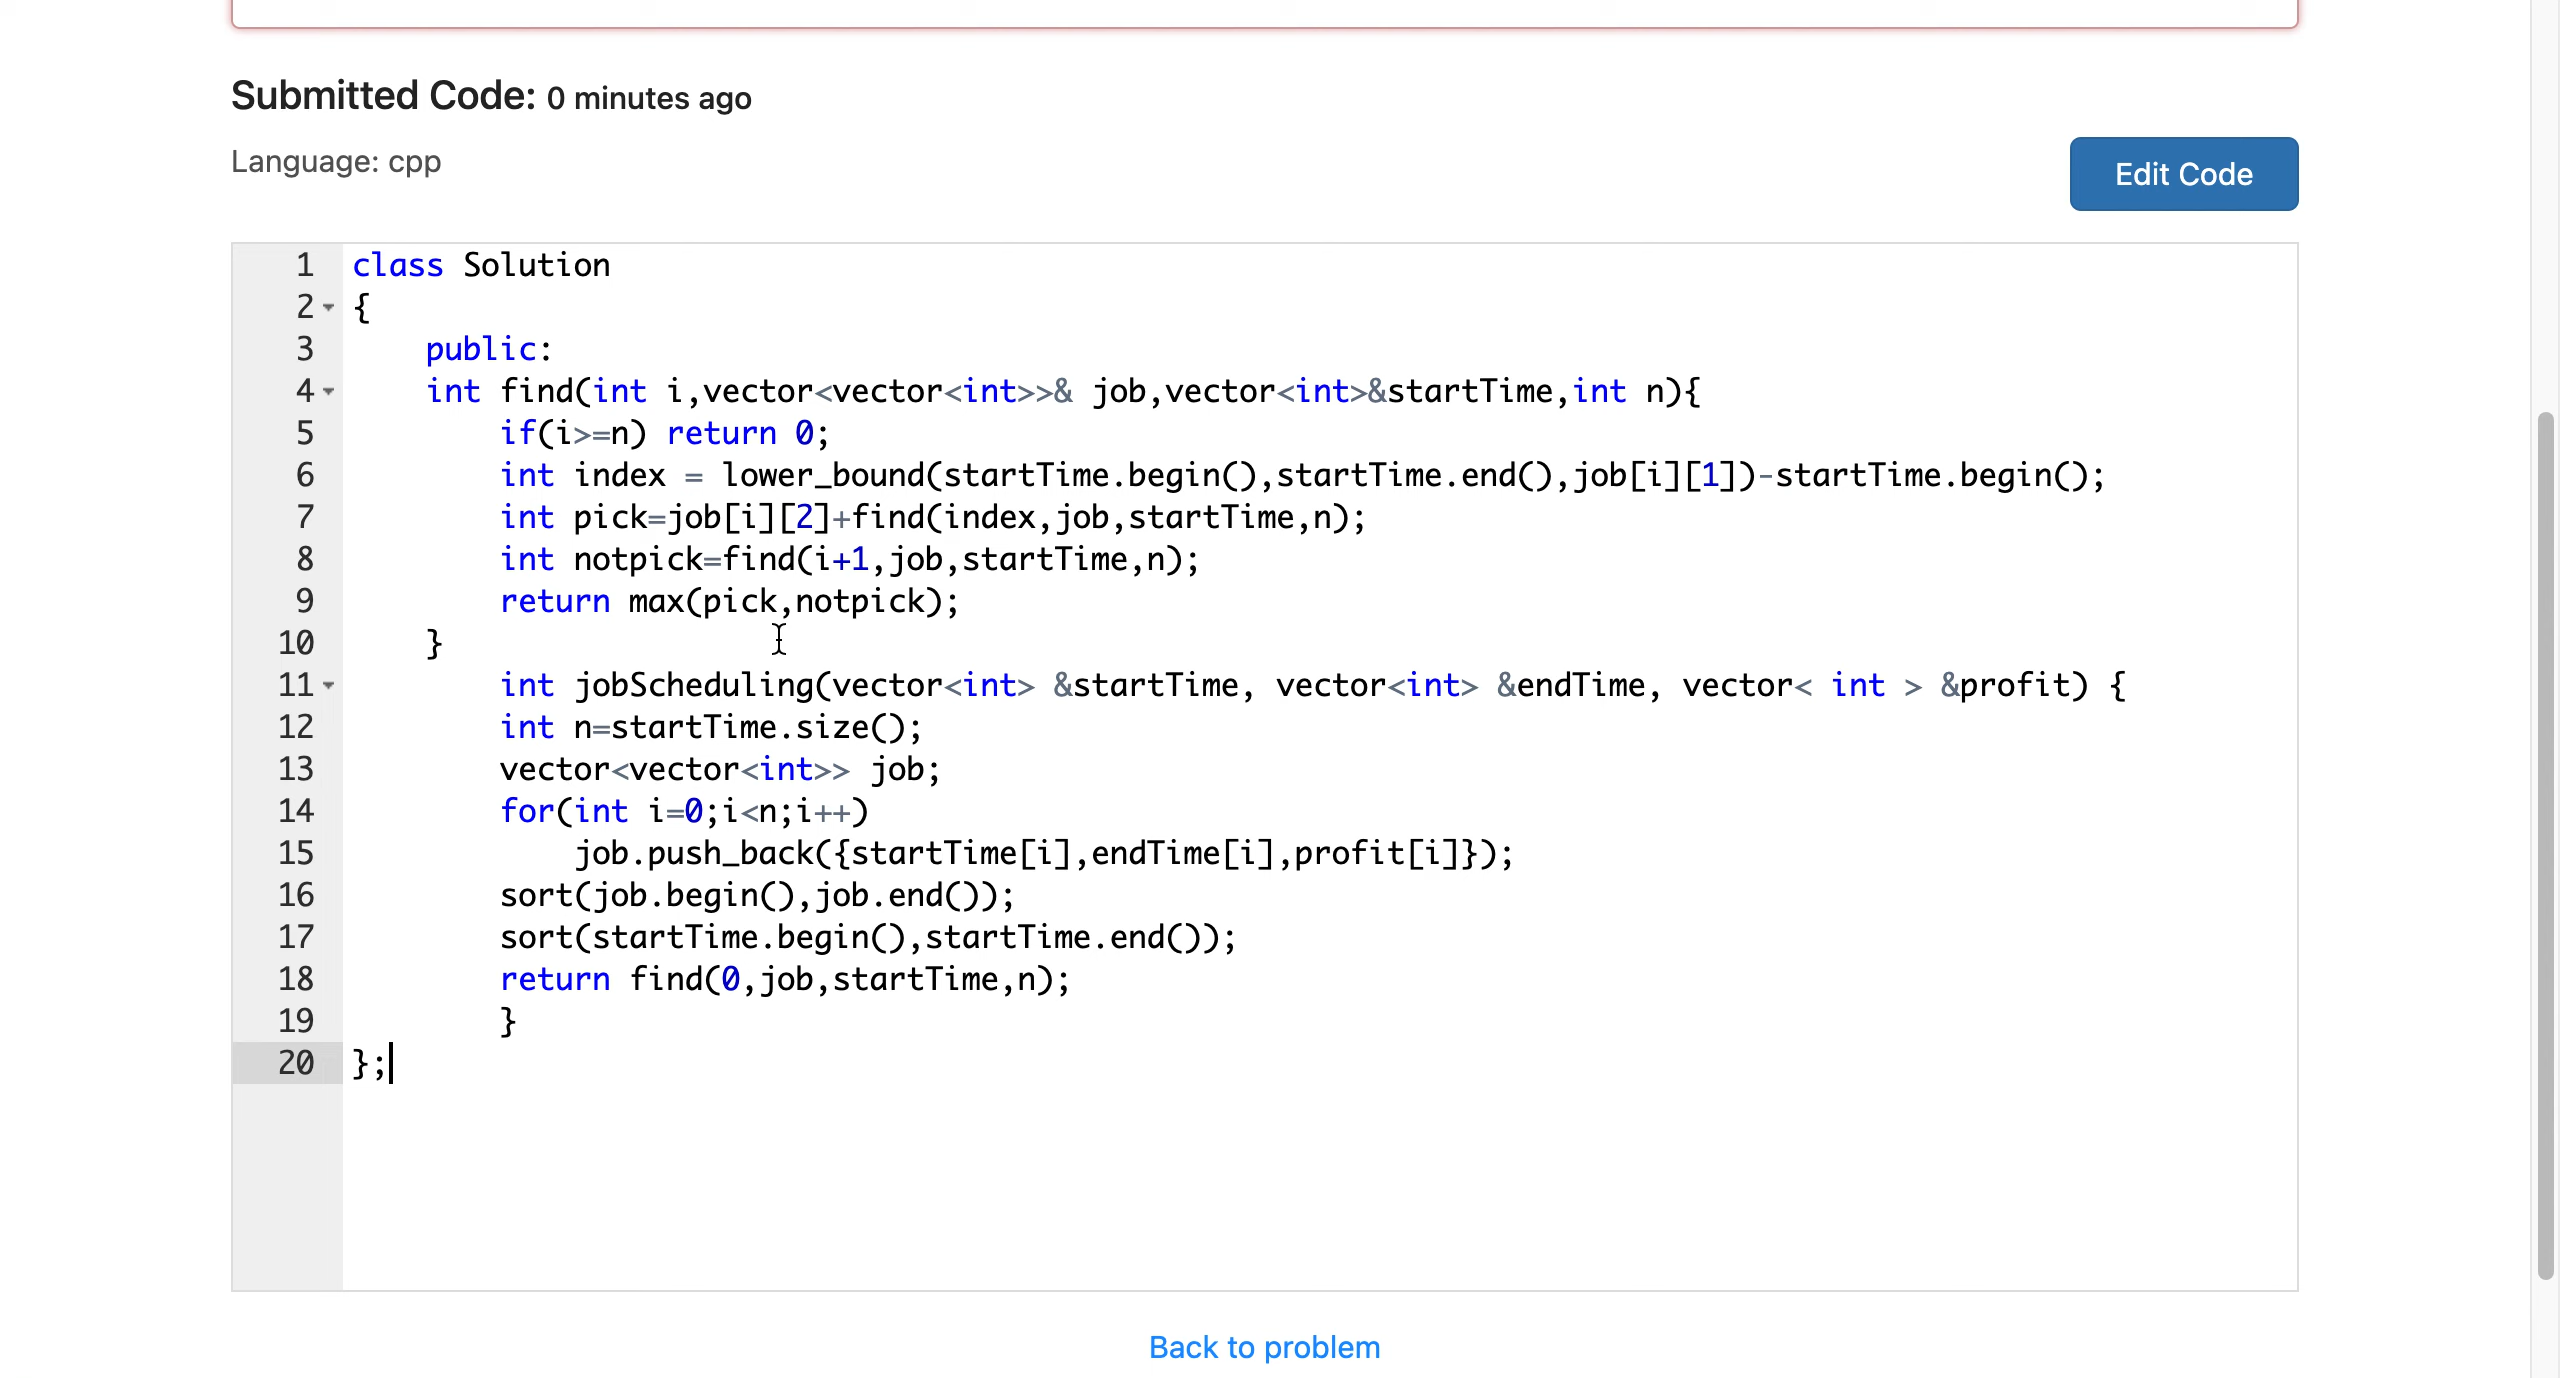 Submitted Code: 0 minutes ago
Language: cpp
Edit Code
1 class Solution
2 {
3     public:
4     int find(int i,vector<vector<int>>& job,vector<int>&startTime,int n){
5         if(i>=n) return 0;
6         int index = lower_bound(startTime.begin(),startTime.end(),job[i][1])-startTime.begin();
7         int pick=job[i][2]+find(index,job,startTime,n);
8         int notpick=find(i+1,job,startTime,n);
9         return max(pick,notpick);
10     }
11         int jobScheduling(vector<int> &startTime, vector<int> &endTime, vector< int > &profit) {
12         int n=startTime.size();
13         vector<vector<int>> job;
14         for(int i=0;i<n;i++)
15             job.push_back({startTime[i],endTime[i],profit[i]});
16         sort(job.begin(),job.end());
17         sort(startTime.begin(),startTime.end());
18         return find(0,job,startTime,n);
19         }
20 };
Back to problem